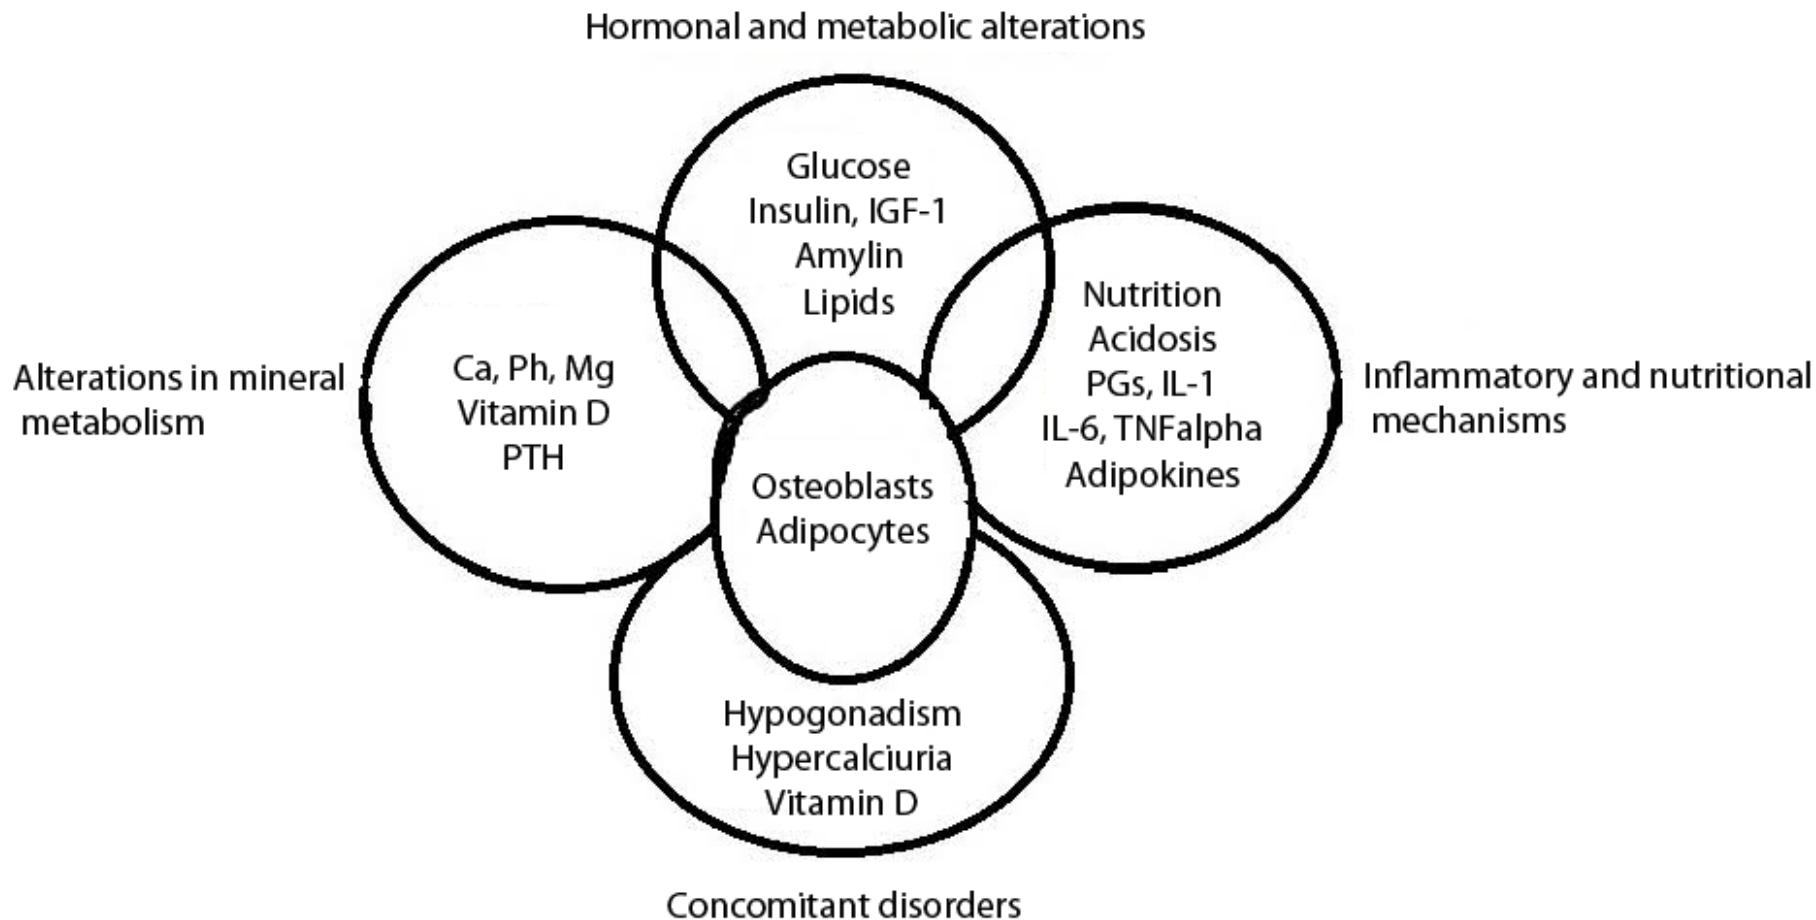 Hormonal and metabolic alterations
Glucose
Insulin, IGF-1
Amylin
Lipids
Alterations in mineral
metabolism
Ca, Ph, Mg
Vitamin D
PTH
Nutrition
Acidosis
PGs, IL-1
IL-6, TNFalpha
Adipokines
Inflammatory and nutritional
mechanisms
Osteoblasts
Adipocytes
Hypogonadism
Hypercalciuria
Vitamin D
Concomitant disorders